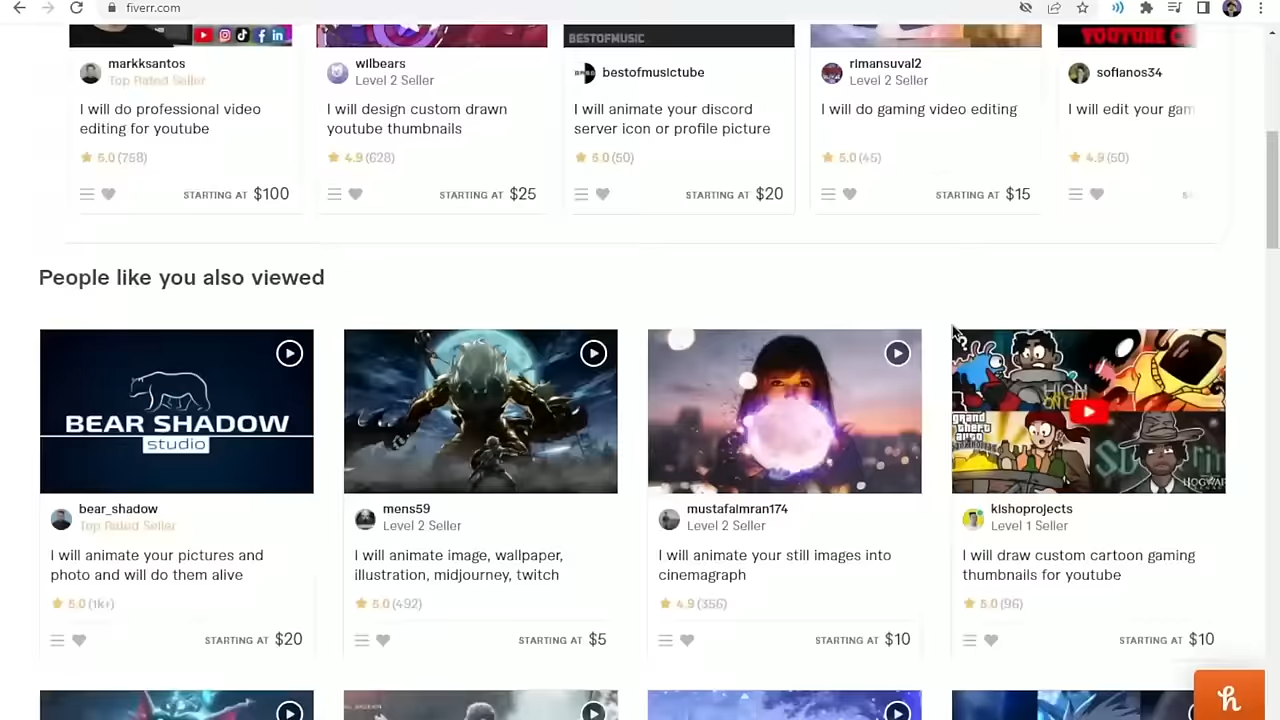 fiverr.com
BESTOFMUSIC
markksantos
Top Rated Seller
I will do professional video
editing for youtube
5.0 (758)
STARTING AT $100
wilbears
Level 2 Seller
I will design custom drawn
youtube thumbnails
4.9 (628)
STARTING AT $25
bestofmusictube
I will animate your discord
server icon or profile picture
5.0 (50)
STARTING AT $20
rimansuval2
Level 2 Seller
I will do gaming video editing
5.0 (45)
STARTING AT $15
sofianos34
I will edit your gam
4.9 (50)
People like you also viewed
BEAR SHADOW
studio
bear_shadow
Top Rated Seller
I will animate your pictures and
photo and will do them alive
5.0 (1k+)
STARTING AT $20
mens59
Level 2 Seller
I will animate image, wallpaper,
illustration, midjourney, twitch
5.0 (492)
STARTING AT $5
mustafaimran174
Level 2 Seller
I will animate your still images into
cinemagraph
4.9 (356)
STARTING AT $10
HIGH
grand
theft
auto
kishoprojects
Level 1 Seller
I will draw custom cartoon gaming
thumbnails for youtube
5.0 (96)
STARTING AT $10